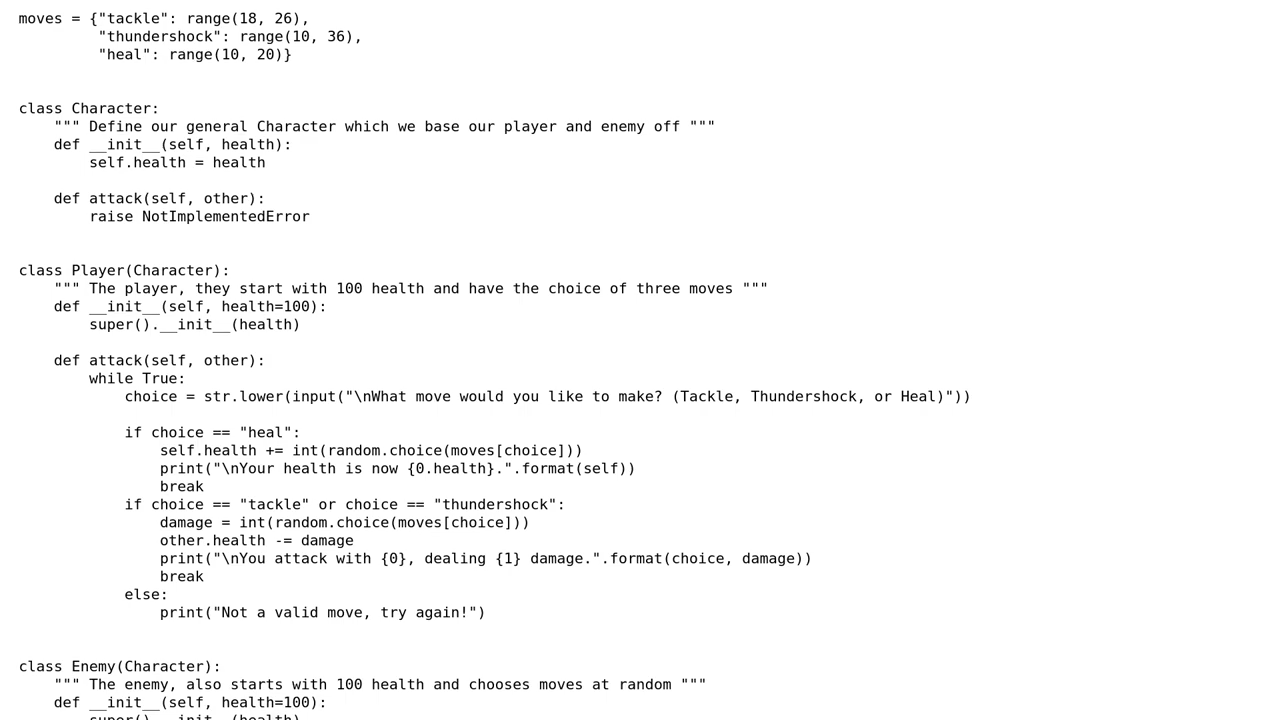 moves = {"tackle": range(18, 26),
         "thundershock": range(10, 36),
         "heal": range(10, 20)}


class Character:
    """ Define our general Character which we base our player and enemy off """
    def __init__(self, health):
        self.health = health

    def attack(self, other):
        raise NotImplementedError


class Player(Character):
    """ The player, they start with 100 health and have the choice of three moves """
    def __init__(self, health=100):
        super().__init__(health)

    def attack(self, other):
        while True:
            choice = str.lower(input("\nWhat move would you like to make? (Tackle, Thundershock, or Heal)"))

            if choice == "heal":
                self.health += int(random.choice(moves[choice]))
                print("\nYour health is now {0.health}.".format(self))
                break
            if choice == "tackle" or choice == "thundershock":
                damage = int(random.choice(moves[choice]))
                other.health -= damage
                print("\nYou attack with {0}, dealing {1} damage.".format(choice, damage))
                break
            else:
                print("Not a valid move, try again!")


class Enemy(Character):
    """ The enemy, also starts with 100 health and chooses moves at random """
    def __init__(self, health=100):
        super().__init__(health)